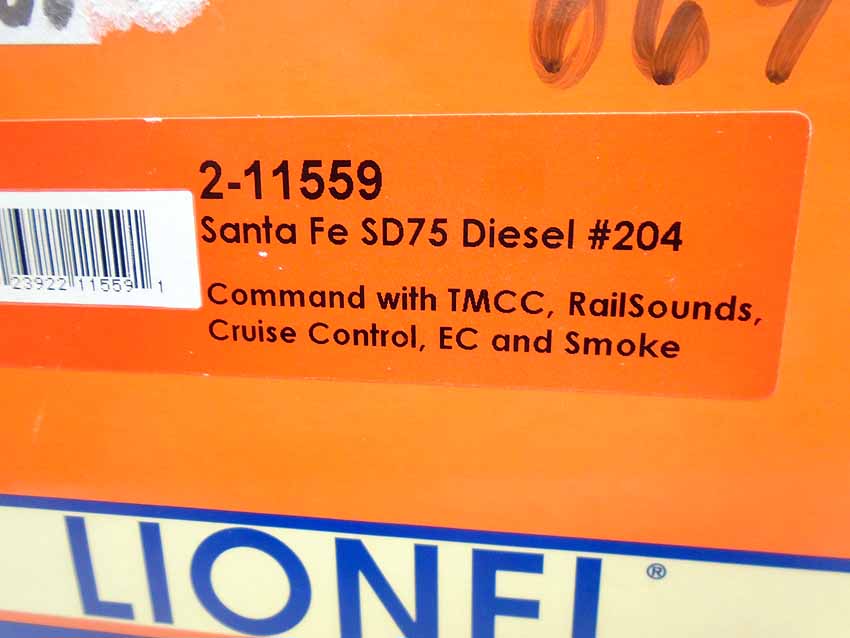 2-11559
Santa Fe SD75 Diesel #204
Command with TMCC, RailSounds,
Cruise Control, EC and Smoke
23922 11559 1
LIONEL®